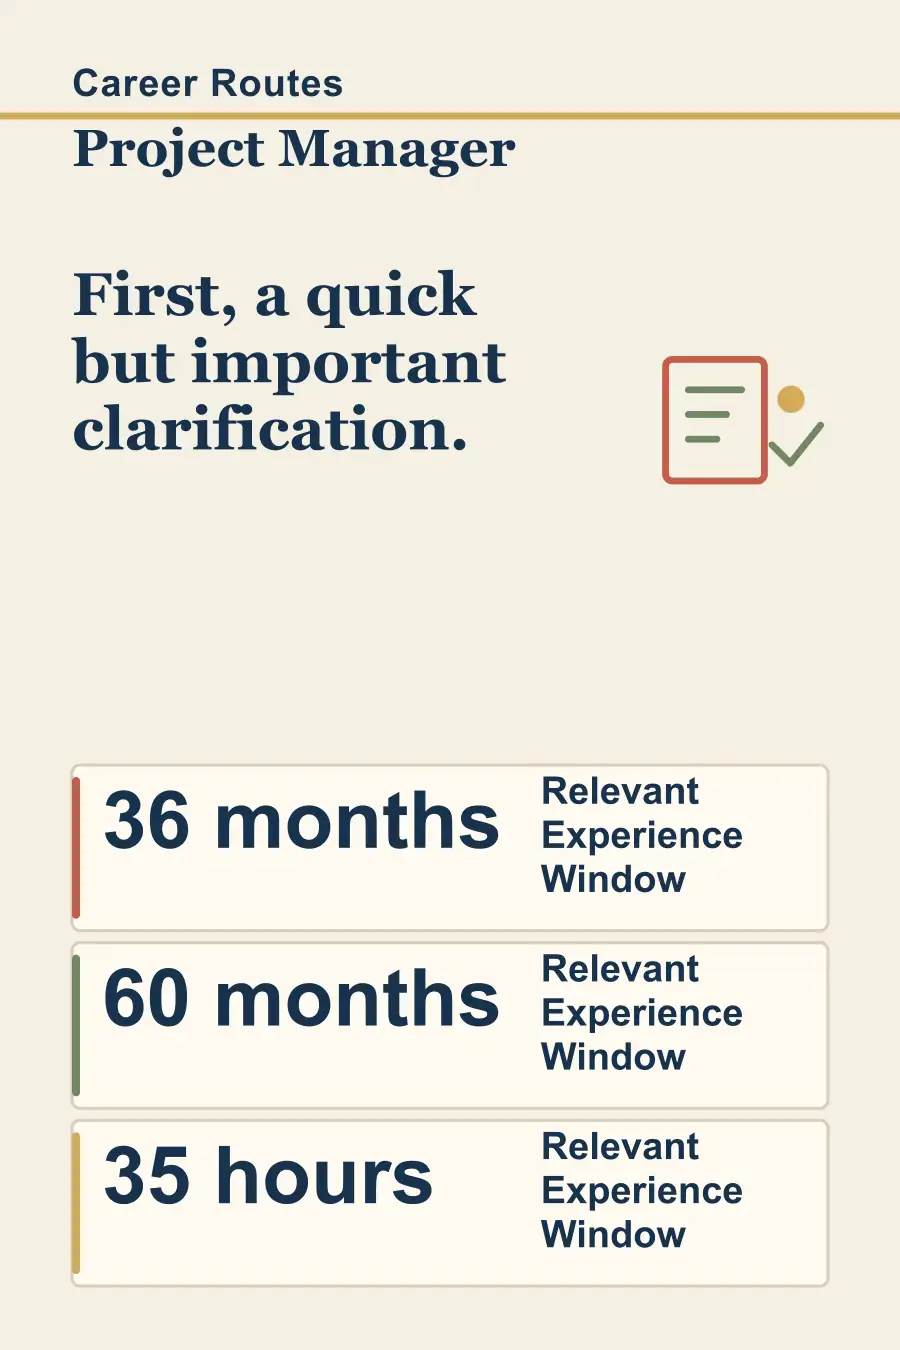 Career Routes
Project Manager
First, a quick
but important
clarification.
36 months
Relevant
Experience
Window
60 months
Relevant
Experience
Window
35 hours
Relevant
Experience
Window